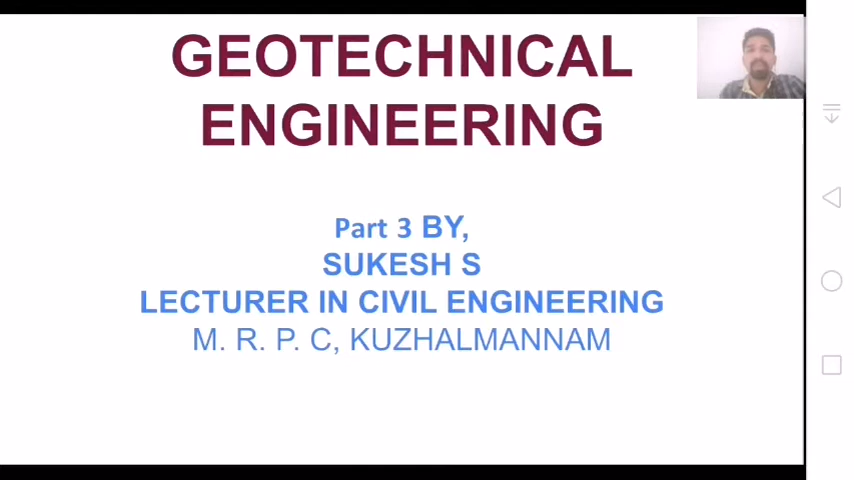 GEOTECHNICAL
ENGINEERING
Part 3 BY,
SUKESH S
LECTURER IN CIVIL ENGINEERING
M. R. P. C, KUZHALMANNAM